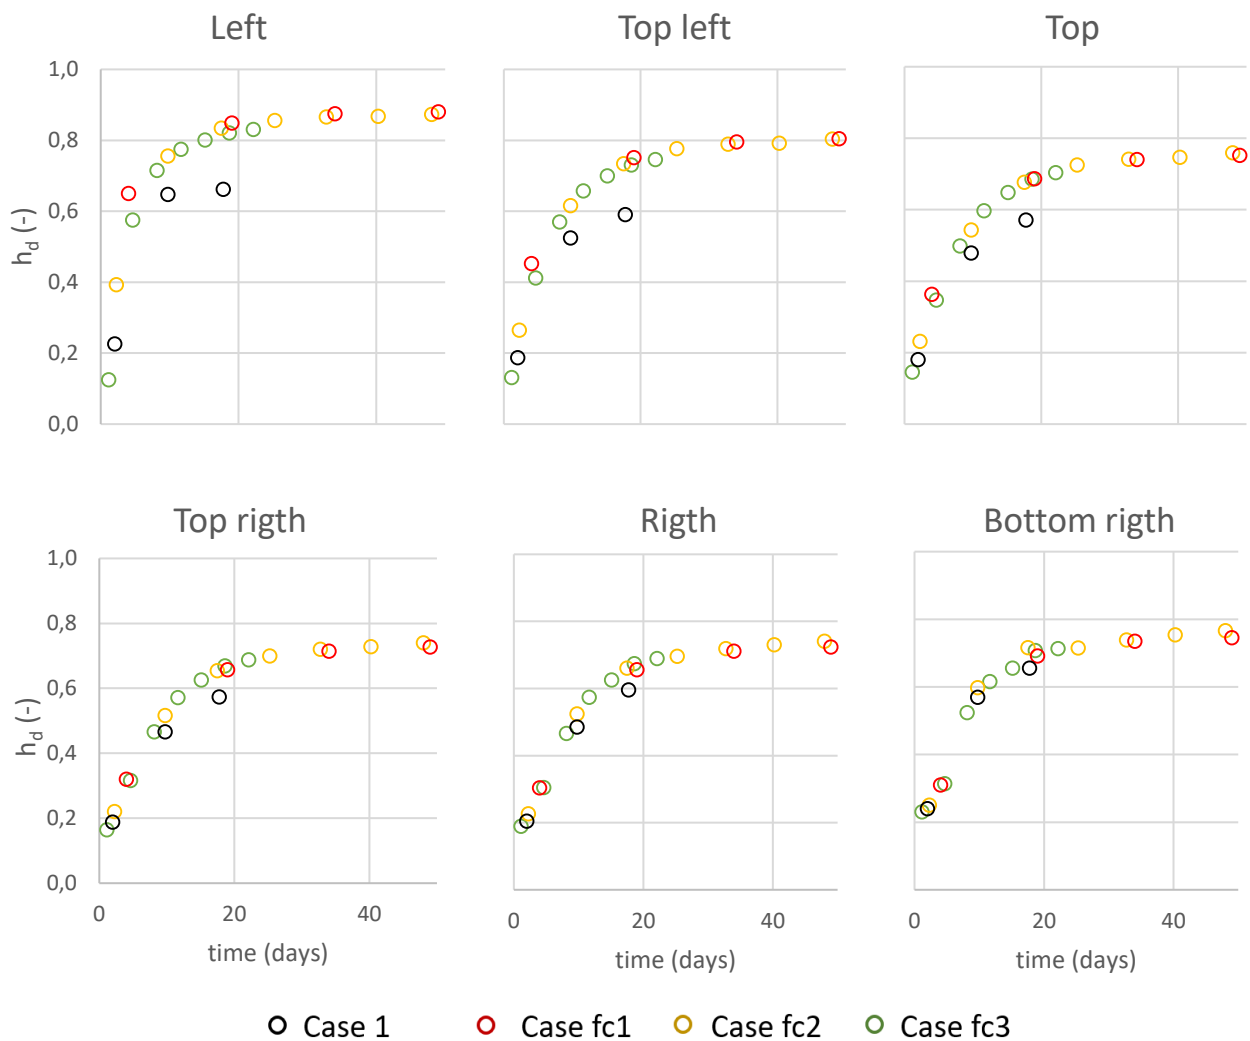 Left
Top left
Top
1,0
0,8
0,6
0,4
0,2
0,0
h_d (-)
Top rigth
Rigth
Bottom rigth
1,0
0,8
0,6
0,4
0,2
0,0
h_d (-)
0 20 40
0 20 40
0 20 40
time (days)
time (days)
time (days)
Case 1 Case fc1 Case fc2 Case fc3